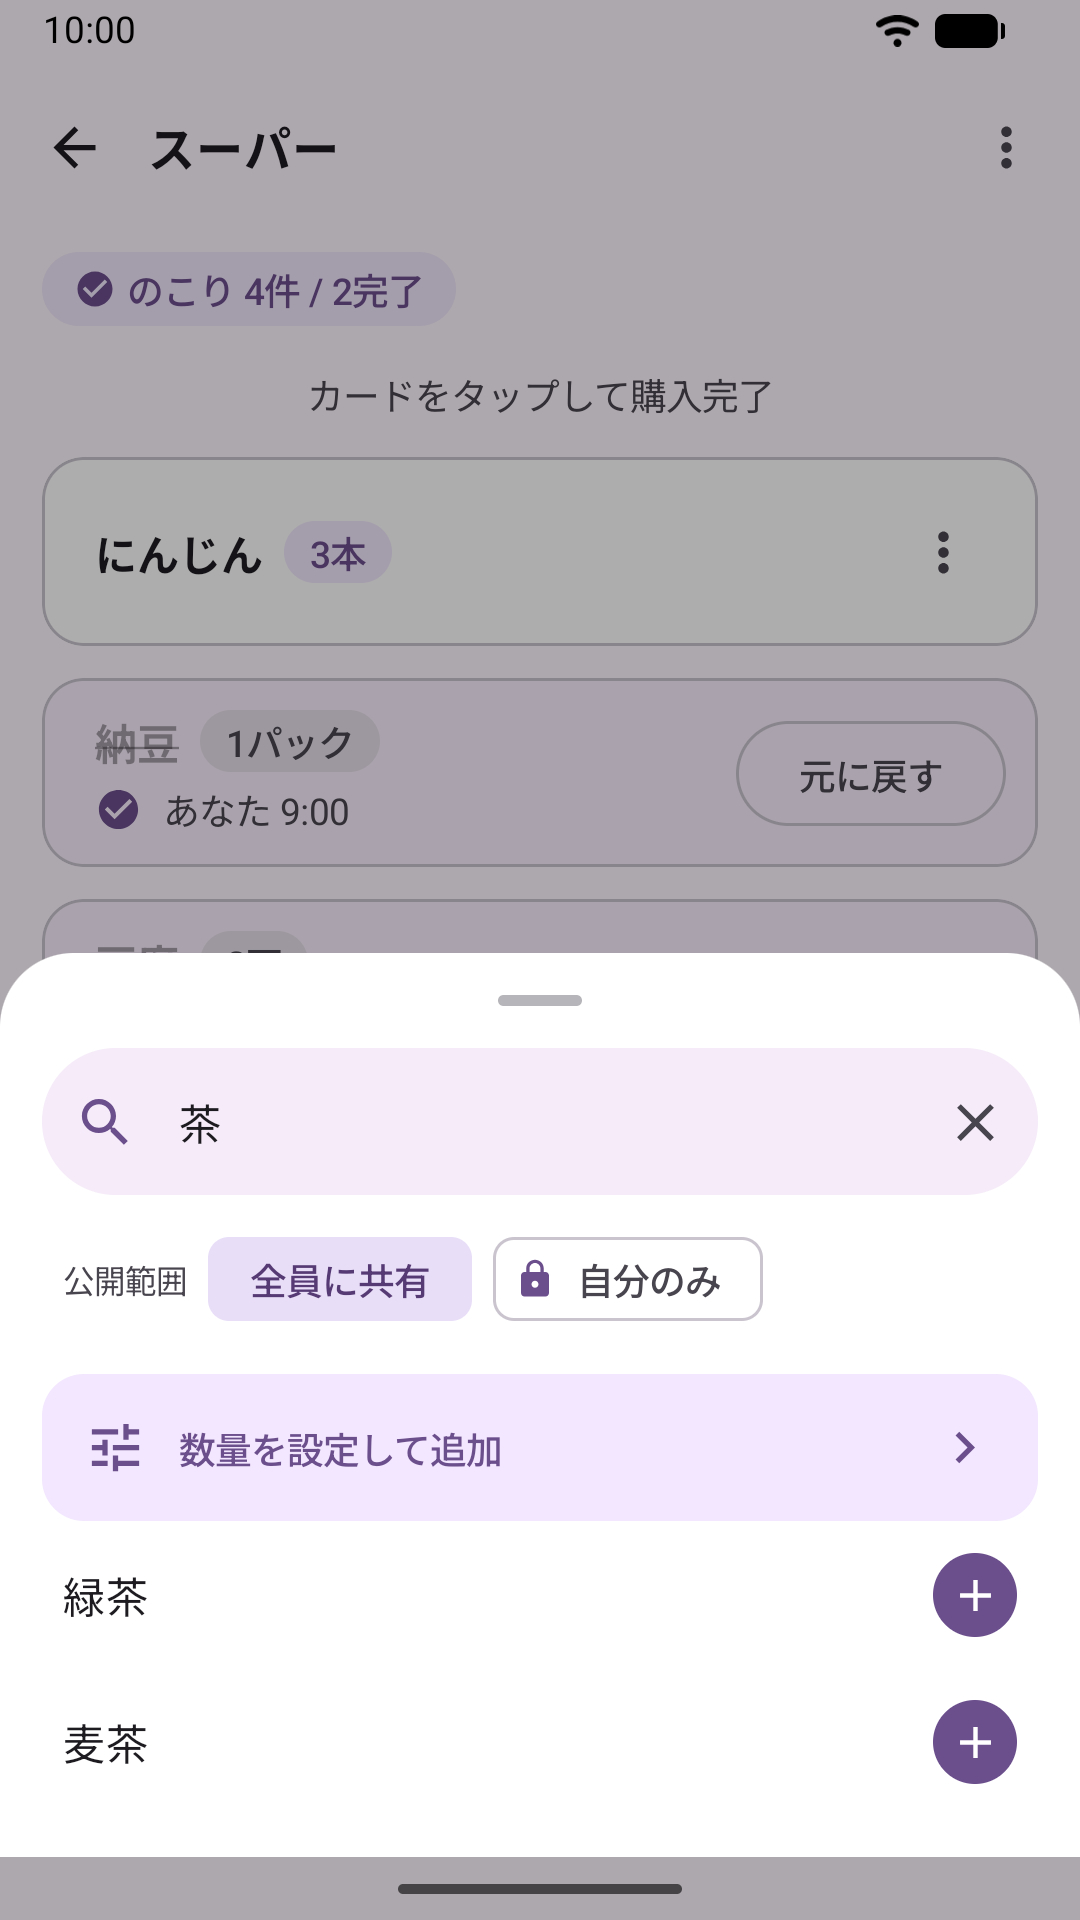 10:00
スーパー
のこり 4件 / 2完了
カードをタップして購入完了
にんじん 3本
納豆 1パック
元に戻す
あなた 9:00
茶
公開範囲 全員に共有 自分のみ
数量を設定して追加
緑茶
麦茶